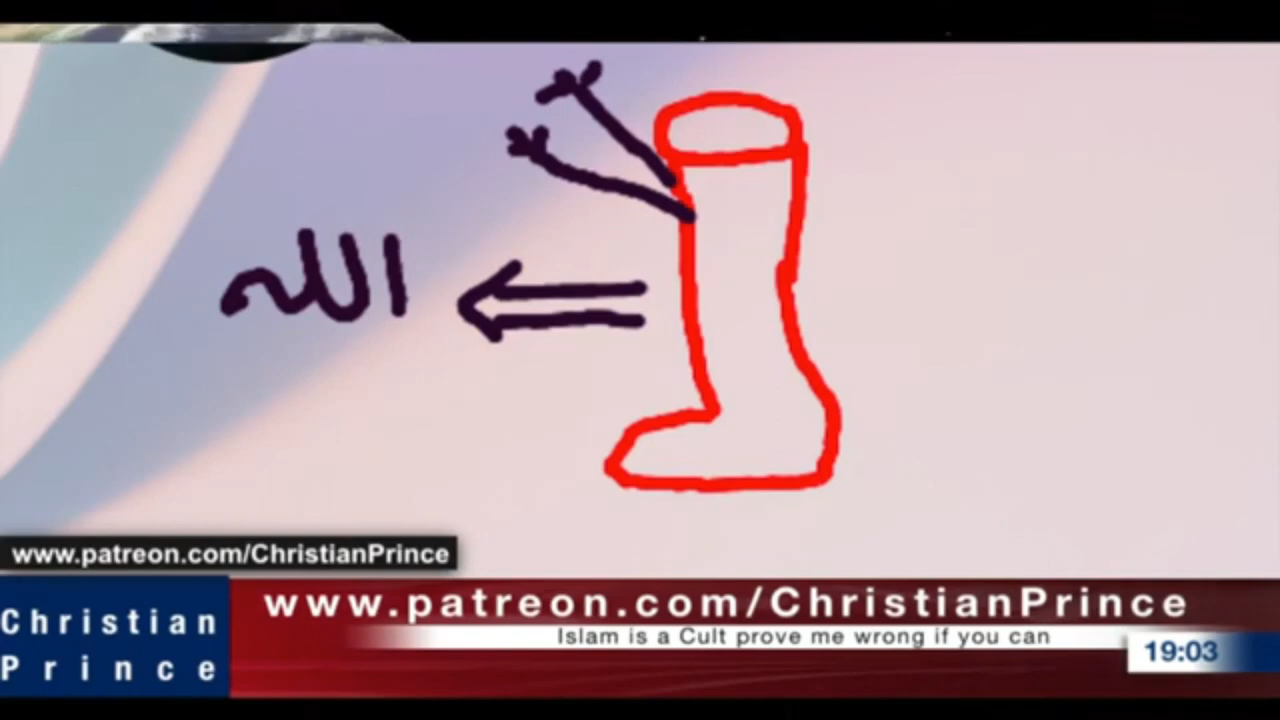 الله
www.patreon.com/ChristianPrince
Christian
Prince
www.patreon.com/ChristianPrince
Islam is a Cult prove me wrong if you can
19:03